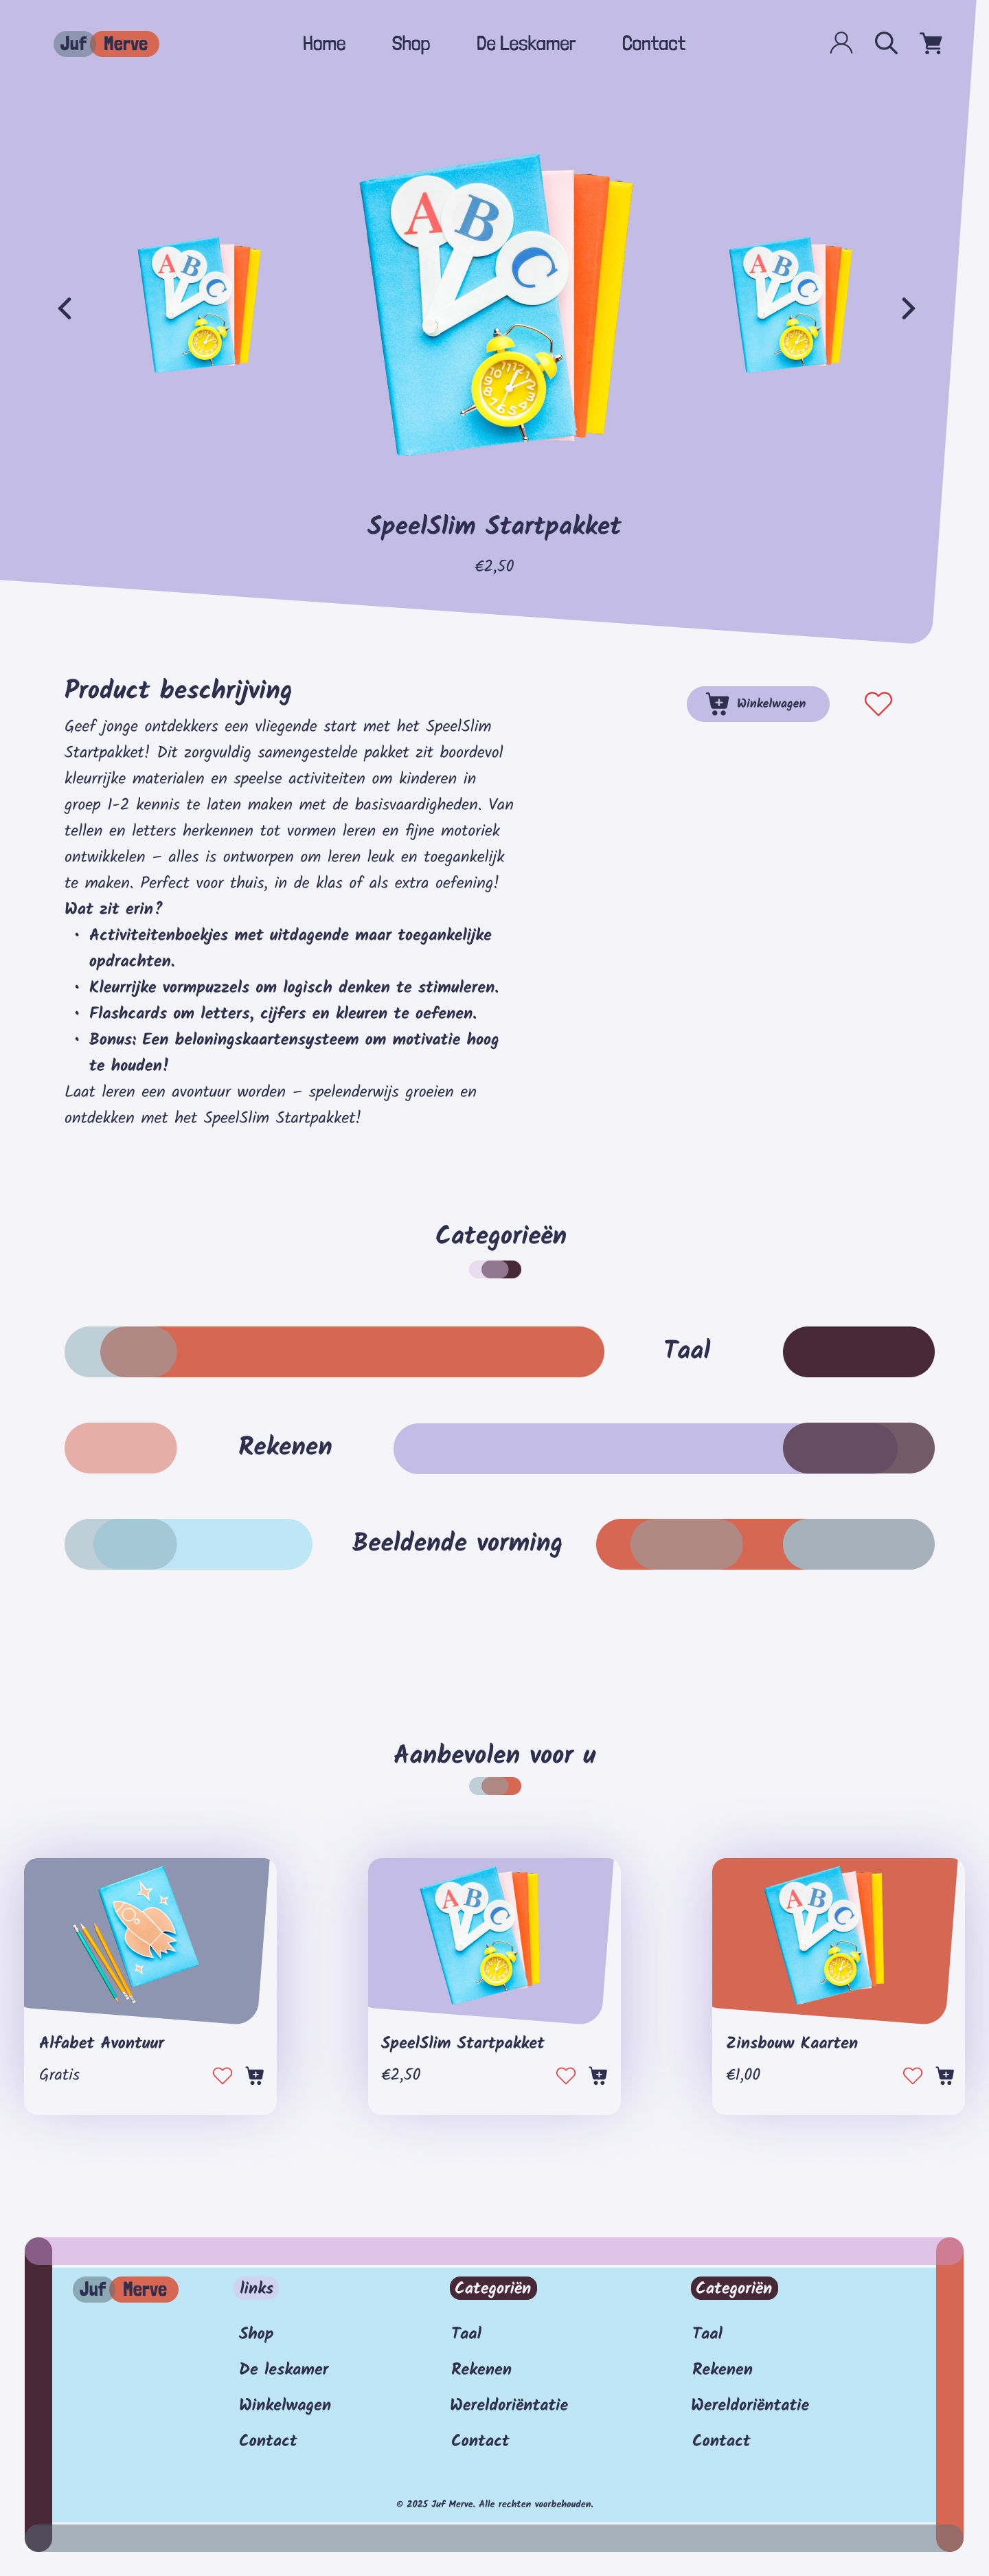 Juf Merve Home Shop De Leskamer Contact
A B C
A B C
A B C
SpeelSlim Startpakket
€2,50
Product beschrijving
Winkelwagen
Geef jonge ontdekkers een vliegende start met het SpeelSlim
Startpakket! Dit zorgvuldig samengestelde pakket zit boordevol
kleurrijke materialen en speelse activiteiten om kinderen in
groep 1-2 kennis te laten maken met de basisvaardigheden. Van
tellen en letters herkennen tot vormen leren en fijne motoriek
ontwikkelen – alles is ontworpen om leren leuk en toegankelijk
te maken. Perfect voor thuis, in de klas of als extra oefening!
Wat zit erin?
• Activiteitenboekjes met uitdagende maar toegankelijke
opdrachten.
• Kleurrijke vormpuzzels om logisch denken te stimuleren.
• Flashcards om letters, cijfers en kleuren te oefenen.
• Bonus: Een beloningskaartensysteem om motivatie hoog
te houden!
Laat leren een avontuur worden – spelenderwijs groeien en
ontdekken met het SpeelSlim Startpakket!
Categorieën
Taal
Rekenen
Beeldende vorming
Aanbevolen voor u
A B C
A B C
Alfabet Avontuur
Gratis
SpeelSlim Startpakket
€2,50
Zinsbouw Kaarten
€1,00
Juf Merve
links
Shop
De leskamer
Winkelwagen
Contact
Categoriën
Taal
Rekenen
Wereldoriëntatie
Contact
Categoriën
Taal
Rekenen
Wereldoriëntatie
Contact
© 2025 Juf Merve. Alle rechten voorbehouden.